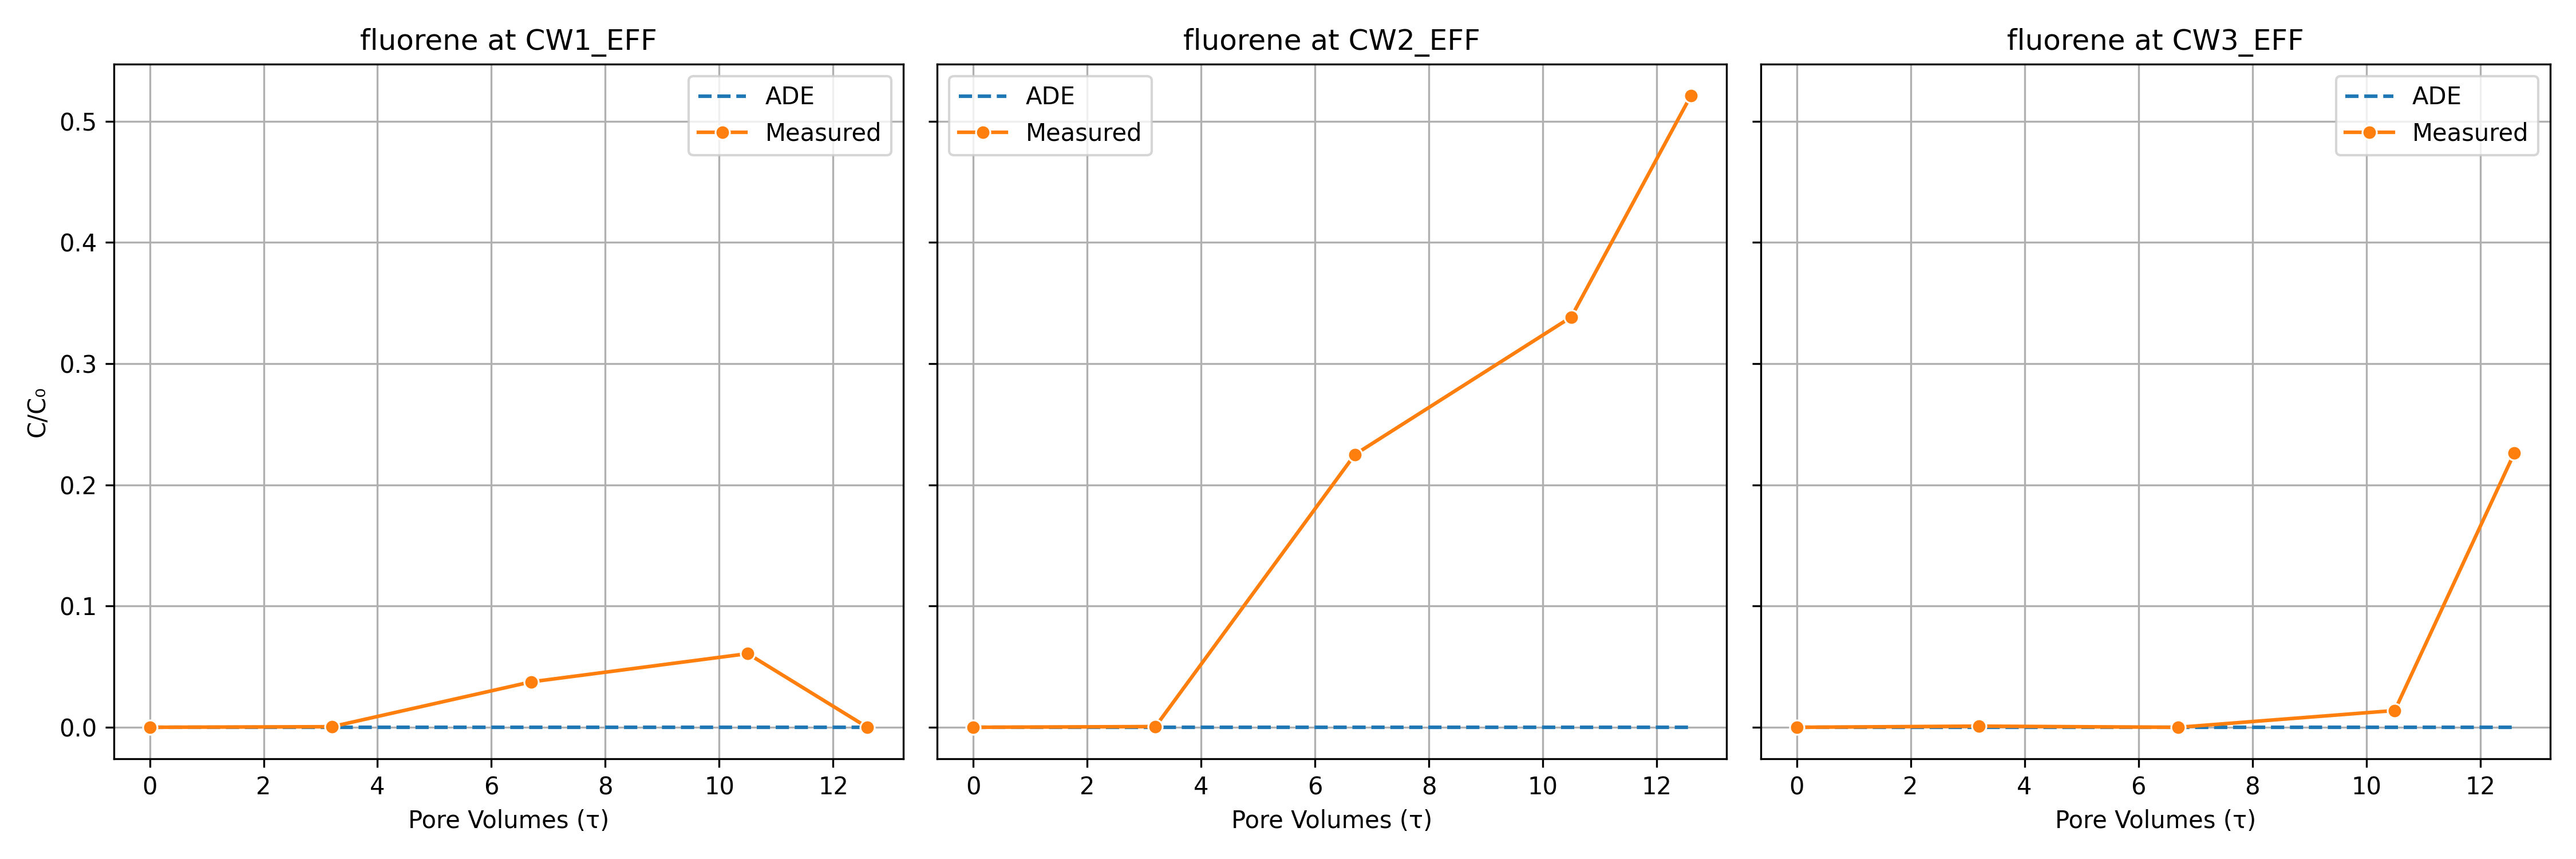 fluorene at CW1_EFF
ADE
Measured
C/C₀
0.5
0.4
0.3
0.2
0.1
0.0
0 2 4 6 8 10 12
Pore Volumes (τ)
fluorene at CW2_EFF
ADE
Measured
0 2 4 6 8 10 12
Pore Volumes (τ)
fluorene at CW3_EFF
ADE
Measured
0 2 4 6 8 10 12
Pore Volumes (τ)